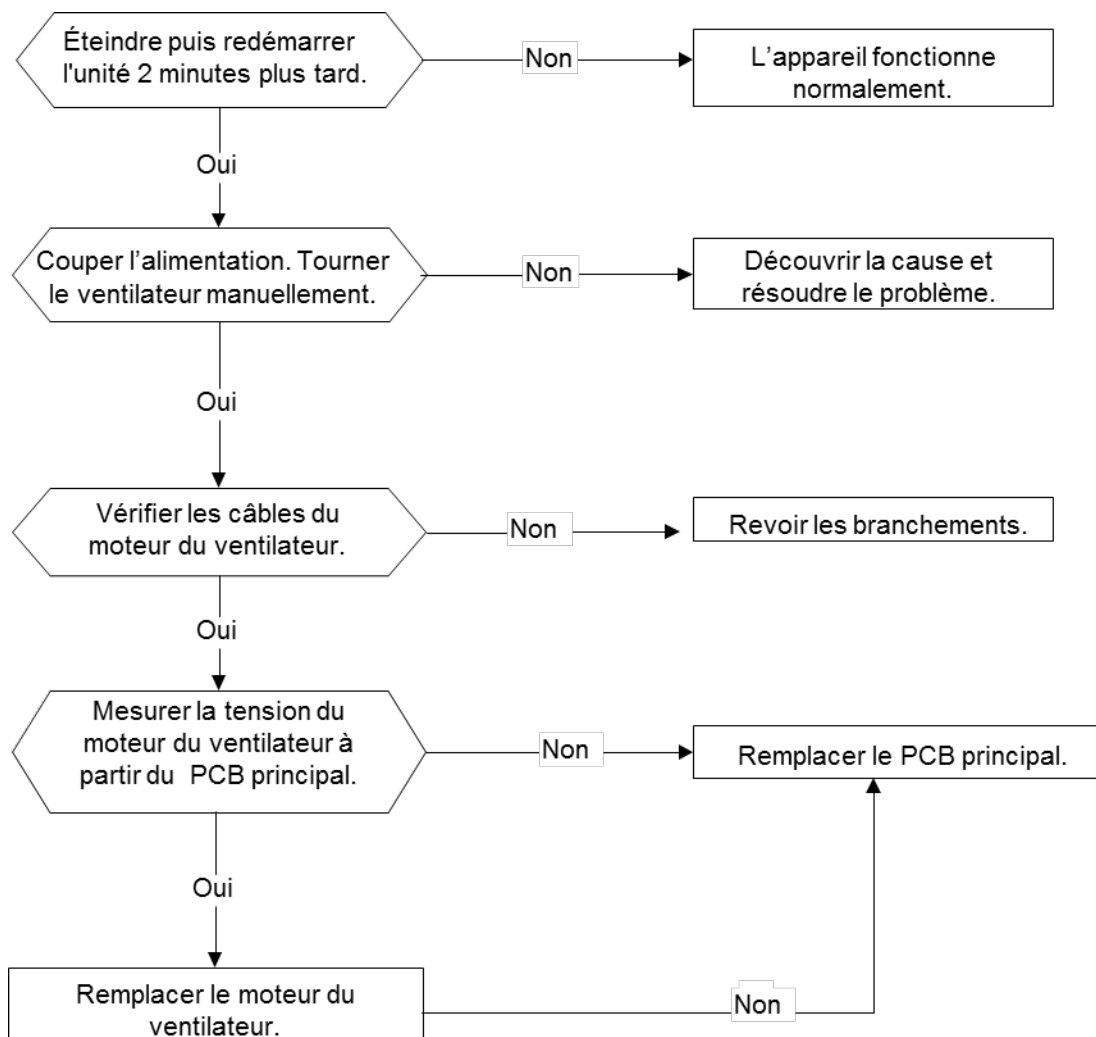 Éteindre puis redémarrer
l'unité 2 minutes plus tard.
Non
L’appareil fonctionne
normalement.
Oui
Couper l’alimentation. Tourner
le ventilateur manuellement.
Non
Découvrir la cause et
résoudre le problème.
Oui
Vérifier les câbles du
moteur du ventilateur.
Non
Revoir les branchements.
Oui
Mesurer la tension du
moteur du ventilateur à
partir du PCB principal.
Non
Remplacer le PCB principal.
Oui
Remplacer le moteur du
ventilateur.
Non